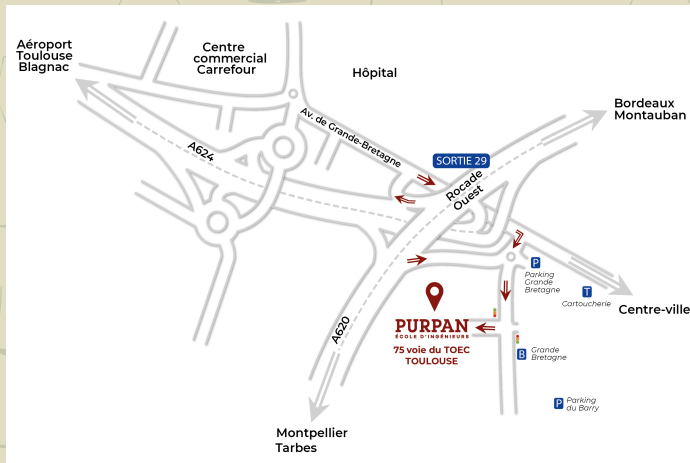 Aéroport
Toulouse
Blagnac
Centre
commercial
Carrefour
Hôpital
Bordeaux
Montauban
Av. de Grande-Bretagne
A624
SORTIE 29
Rocade
Ouest
P
Parking
Grande
Bretagne
T
Cartoucherie
Centre-ville
A620
PURPAN
ÉCOLE D'INGÉNIEURS
75 voie du TOEC
TOULOUSE
B
Grande
Bretagne
P
Parking
du Barry
Montpellier
Tarbes